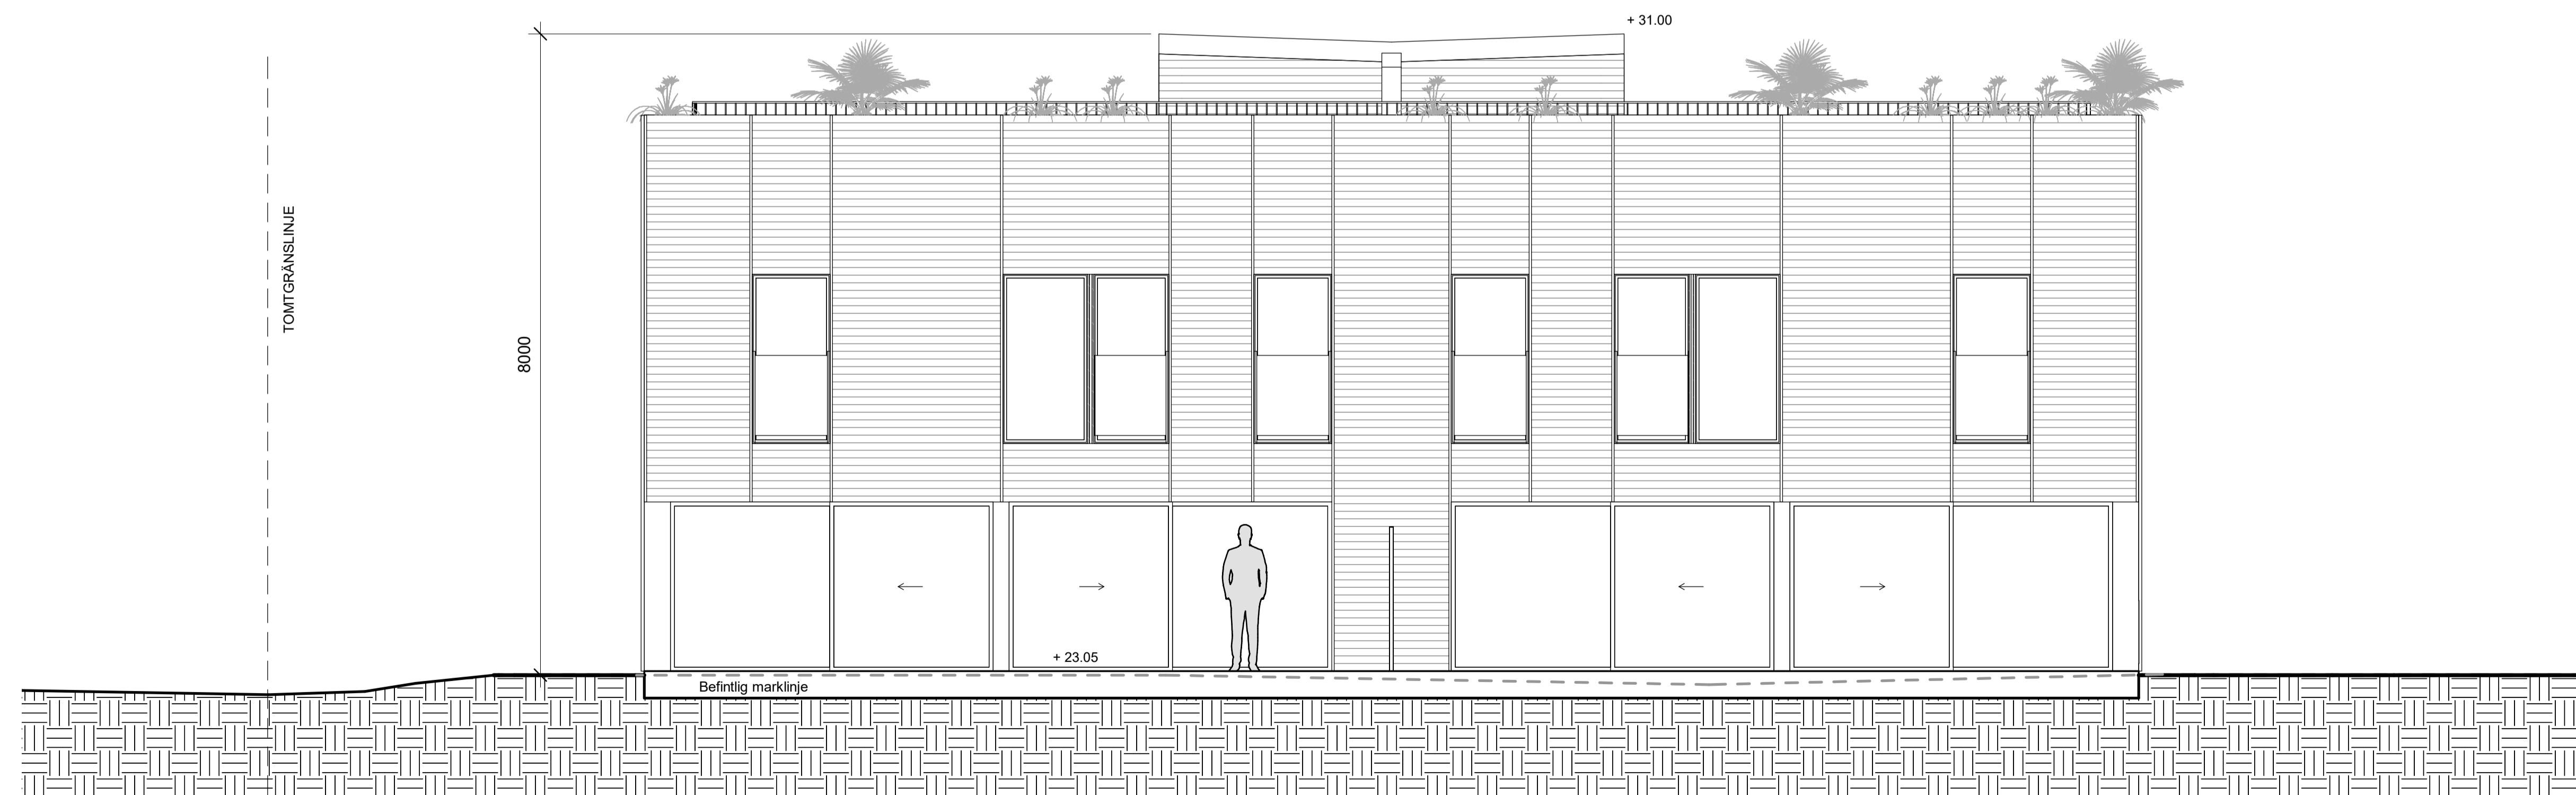 + 31.00
TOMTGRÄNSLINJE
8000
+ 23.05
Befintlig marklinje